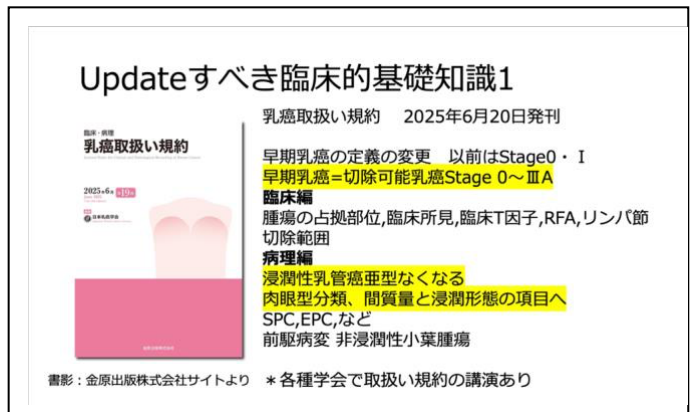 Updateすべき臨床的基礎知識1
乳癌取扱い規約 2025年6月20日発刊
早期乳癌の定義の変更 以前はStage0・Ⅰ
早期乳癌=切除可能乳癌Stage 0～ⅢA
臨床編
腫瘍の占拠部位,臨床所見,臨床T因子,RFA,リンパ節
切除範囲
病理編
浸潤性乳管癌亜型なくなる
肉眼型分類、間質量と浸潤形態の項目へ
SPC,EPC,など
前駆病変 非浸潤性小葉腫瘍
臨床・病理
乳癌取扱い規約
2025年6月 第19版
日本乳癌学会
金原出版株式会社
書影：金原出版株式会社サイトより ＊各種学会で取扱い規約の講演あり